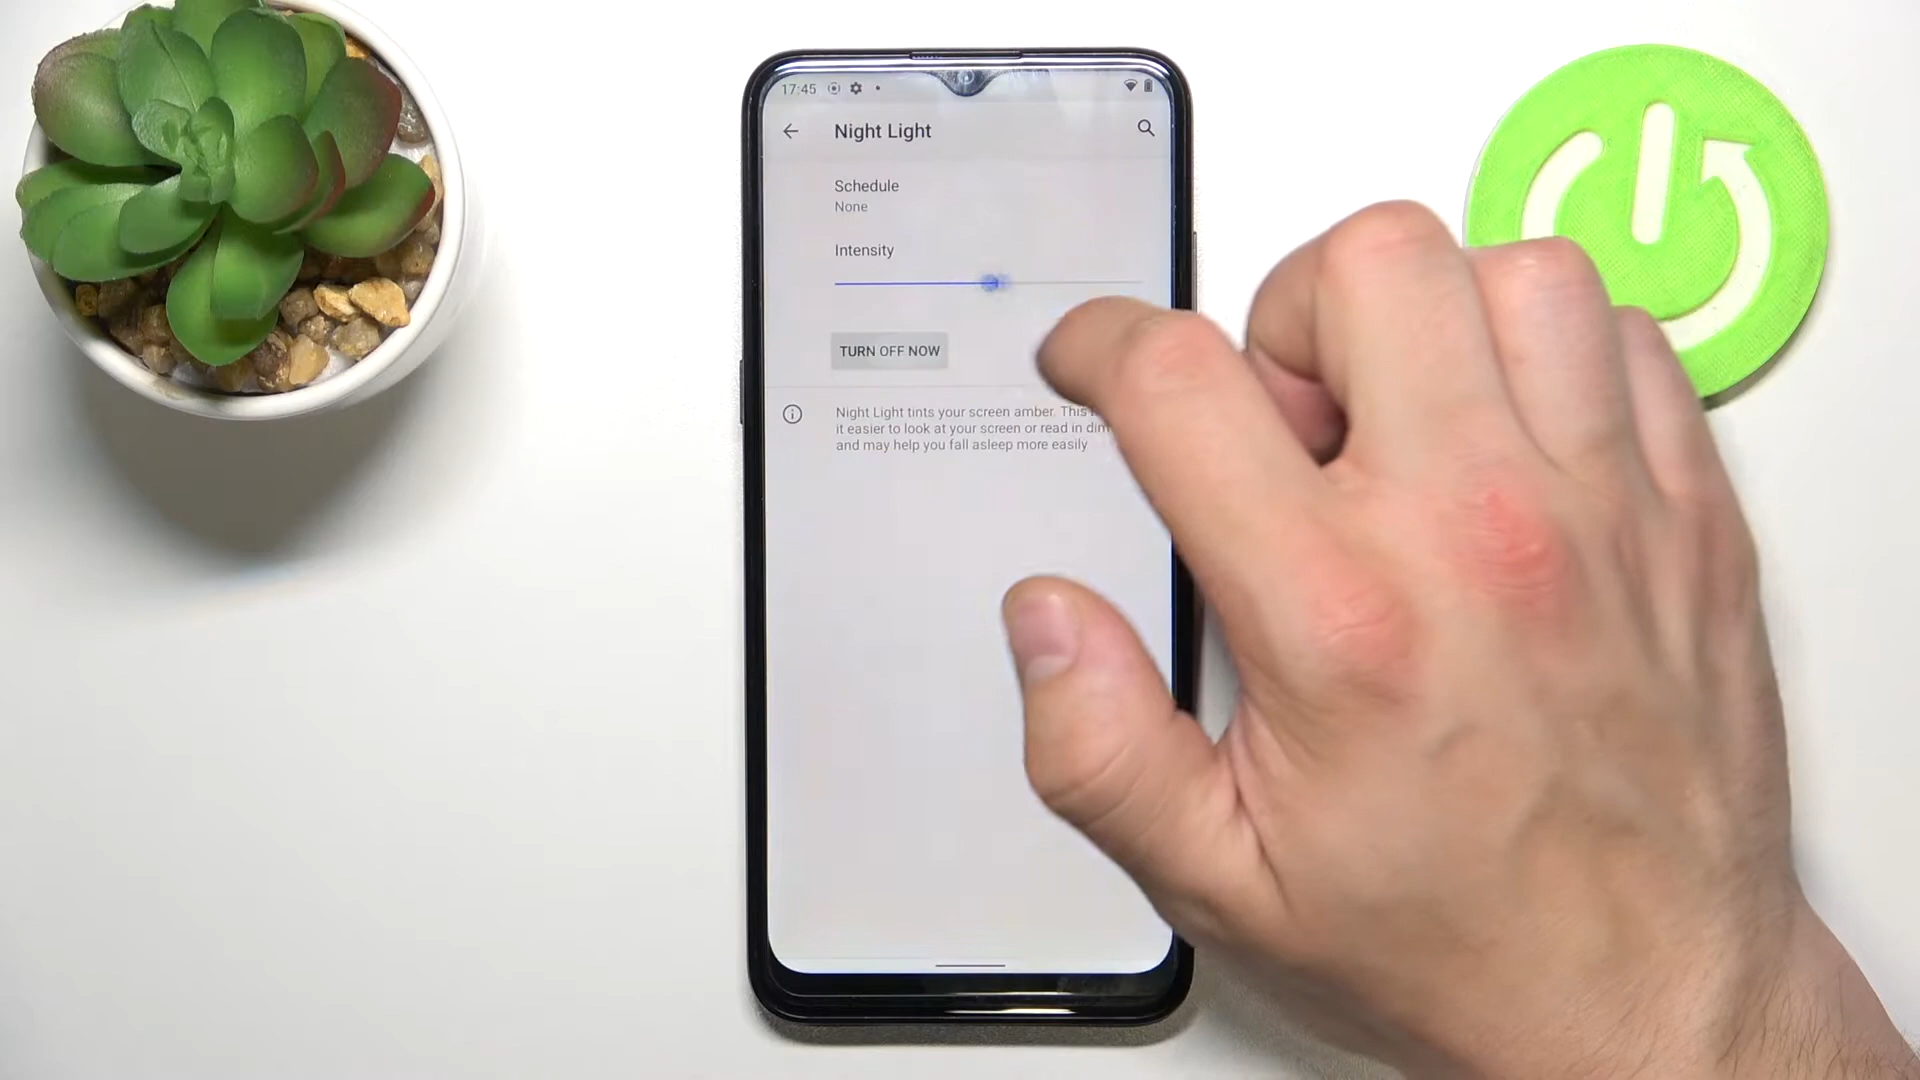 17:45
Night Light
Schedule
None
Intensity
TURN OFF NOW
Night Light tints your screen amber. This
it easier to look at your screen or read in dim
and may help you fall asleep more easily